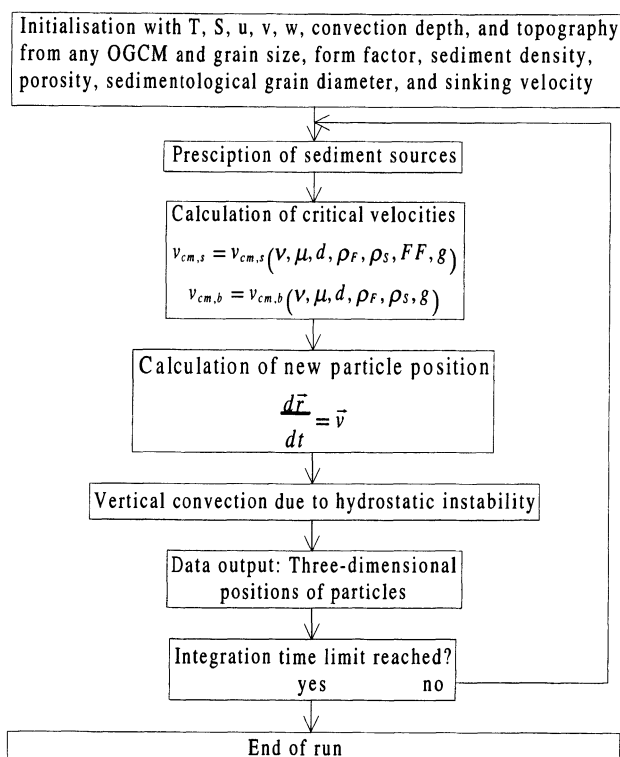 Initialisation with T, S, u, v, w, convection depth, and topography
from any OGCM and grain size, form factor, sediment density,
porosity, sedimentological grain diameter, and sinking velocity
Presciption of sediment sources
Calculation of critical velocities
v_{cm,s} = v_{cm,s}(ν, μ, d, ρ_F, ρ_S, FF, g)
v_{cm,b} = v_{cm,b}(ν, μ, d, ρ_F, ρ_S, g)
Calculation of new particle position
dr⃗/dt = v⃗
Vertical convection due to hydrostatic instability
Data output: Three-dimensional
positions of particles
Integration time limit reached?
yes no
End of run